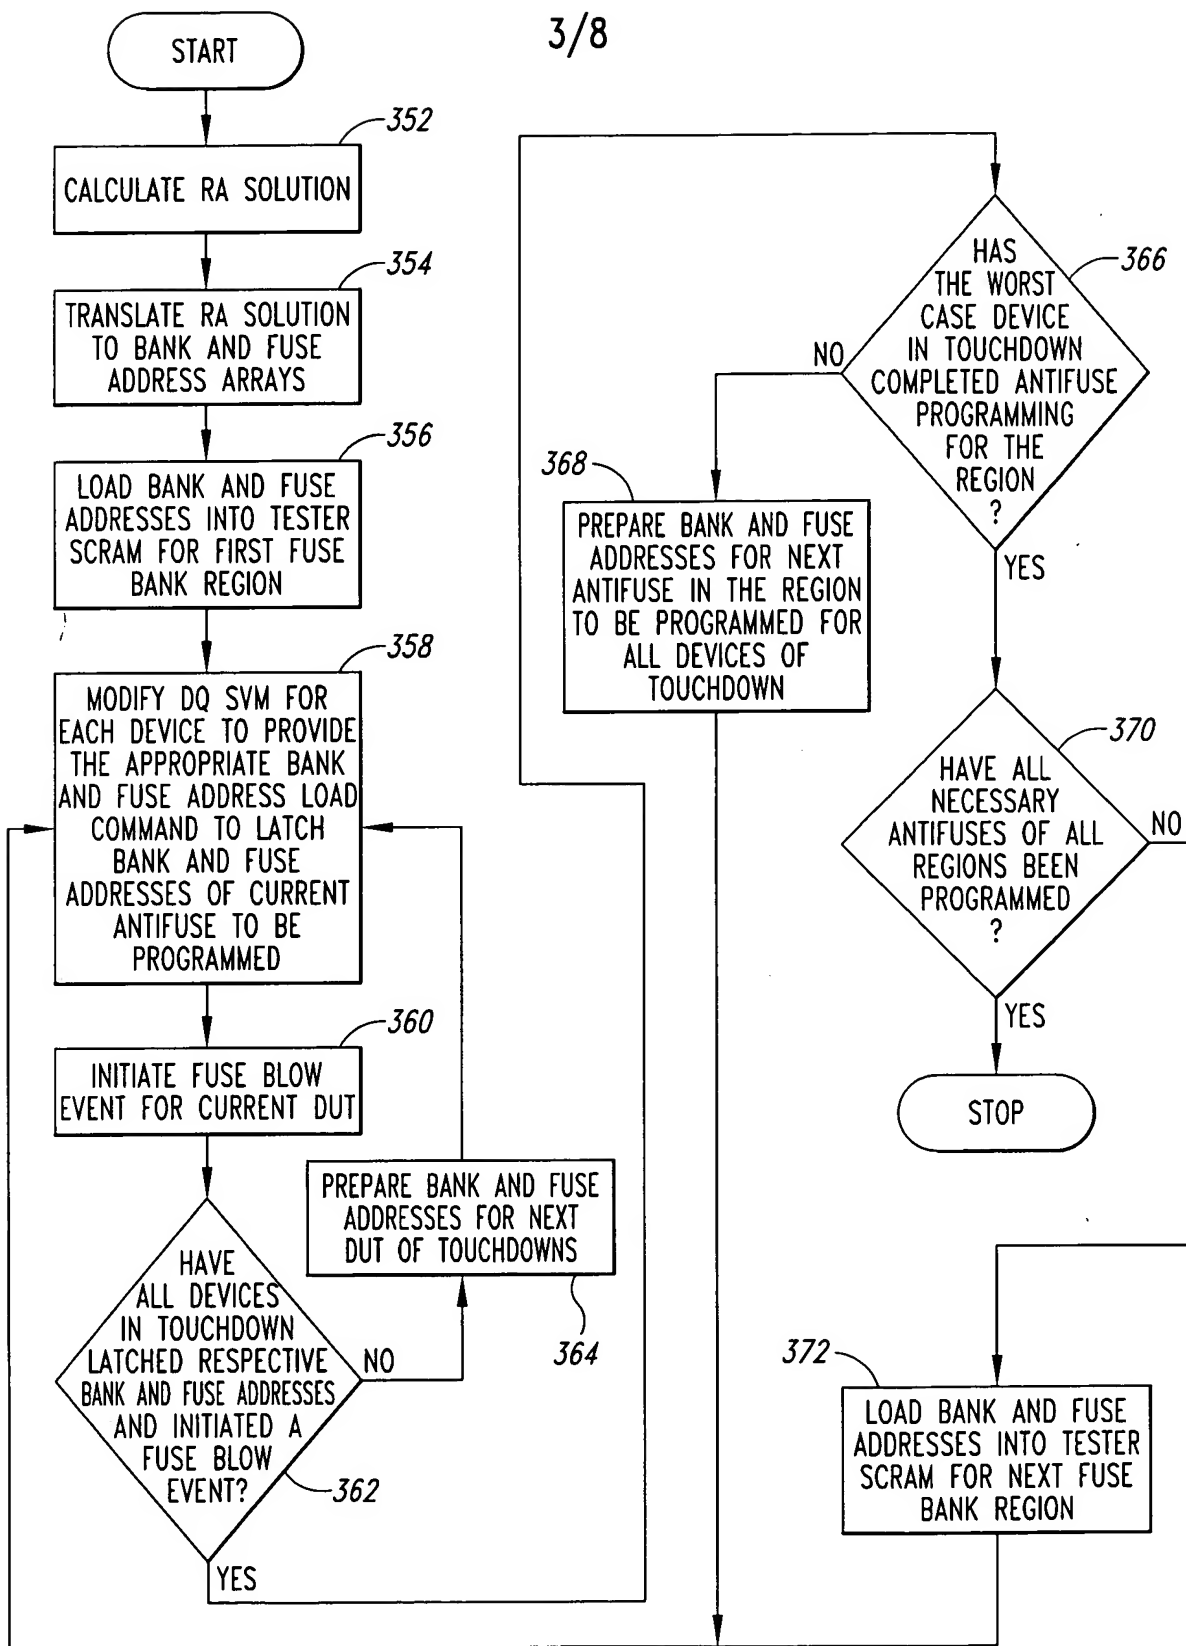 3/8
START
352
CALCULATE RA SOLUTION
354
TRANSLATE RA SOLUTION
TO BANK AND FUSE
ADDRESS ARRAYS
356
LOAD BANK AND FUSE
ADDRESSES INTO TESTER
SCRAM FOR FIRST FUSE
BANK REGION
358
MODIFY DQ SVM FOR
EACH DEVICE TO PROVIDE
THE APPROPRIATE BANK
AND FUSE ADDRESS LOAD
COMMAND TO LATCH
BANK AND FUSE
ADDRESSES OF CURRENT
ANTIFUSE TO BE
PROGRAMMED
360
INITIATE FUSE BLOW
EVENT FOR CURRENT DUT
HAVE
ALL DEVICES
IN TOUCHDOWN
LATCHED RESPECTIVE
BANK AND FUSE ADDRESSES
AND INITIATED A
FUSE BLOW
EVENT?
362
NO
YES
PREPARE BANK AND FUSE
ADDRESSES FOR NEXT
DUT OF TOUCHDOWNS
364
HAS
THE WORST
CASE DEVICE
IN TOUCHDOWN
COMPLETED ANTIFUSE
PROGRAMMING
FOR THE
REGION
?
366
NO
YES
368
PREPARE BANK AND FUSE
ADDRESSES FOR NEXT
ANTIFUSE IN THE REGION
TO BE PROGRAMMED FOR
ALL DEVICES OF
TOUCHDOWN
370
HAVE ALL
NECESSARY
ANTIFUSES OF ALL
REGIONS BEEN
PROGRAMMED
?
NO
YES
STOP
372
LOAD BANK AND FUSE
ADDRESSES INTO TESTER
SCRAM FOR NEXT FUSE
BANK REGION